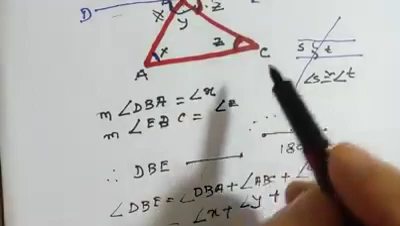 D
x z
y
x z
A C
s t
∠s ≅ ∠t
m ∠DBA = ∠x
m ∠EBC = ∠z
∴ DBE
180
∠DBE = ∠DBA + ∠ABC + ∠
∠x + ∠y +